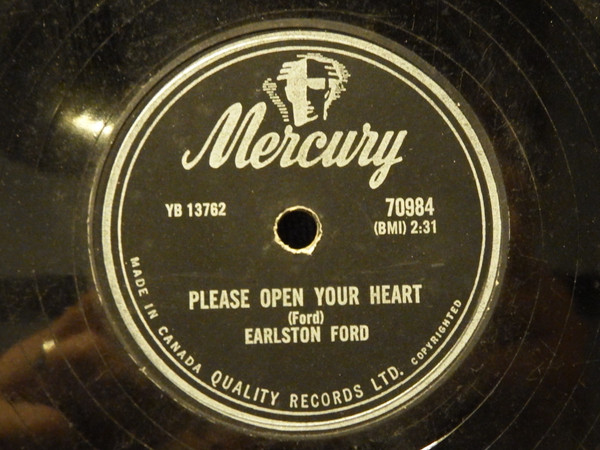 Mercury
YB 13762
70984
(BMI) 2:31
PLEASE OPEN YOUR HEART
(Ford)
EARLSTON FORD
MADE IN CANADA QUALITY RECORDS LTD. COPYRIGHTED